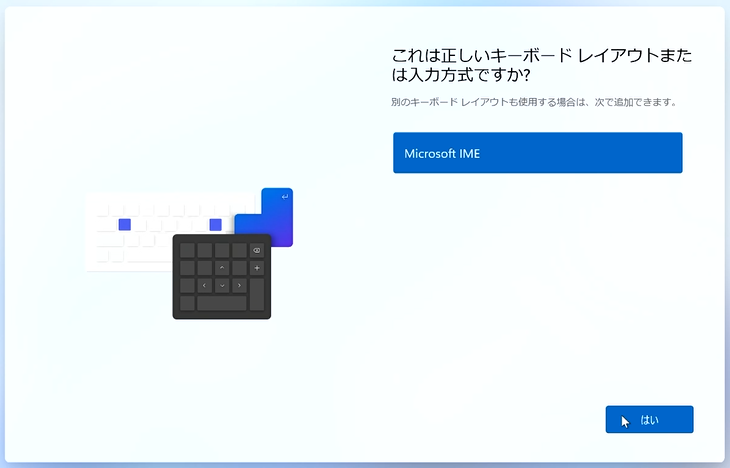 これは正しいキーボード レイアウトまた
は入力方式ですか?
別のキーボード レイアウトも使用する場合は、次で追加できます。
Microsoft IME
はい